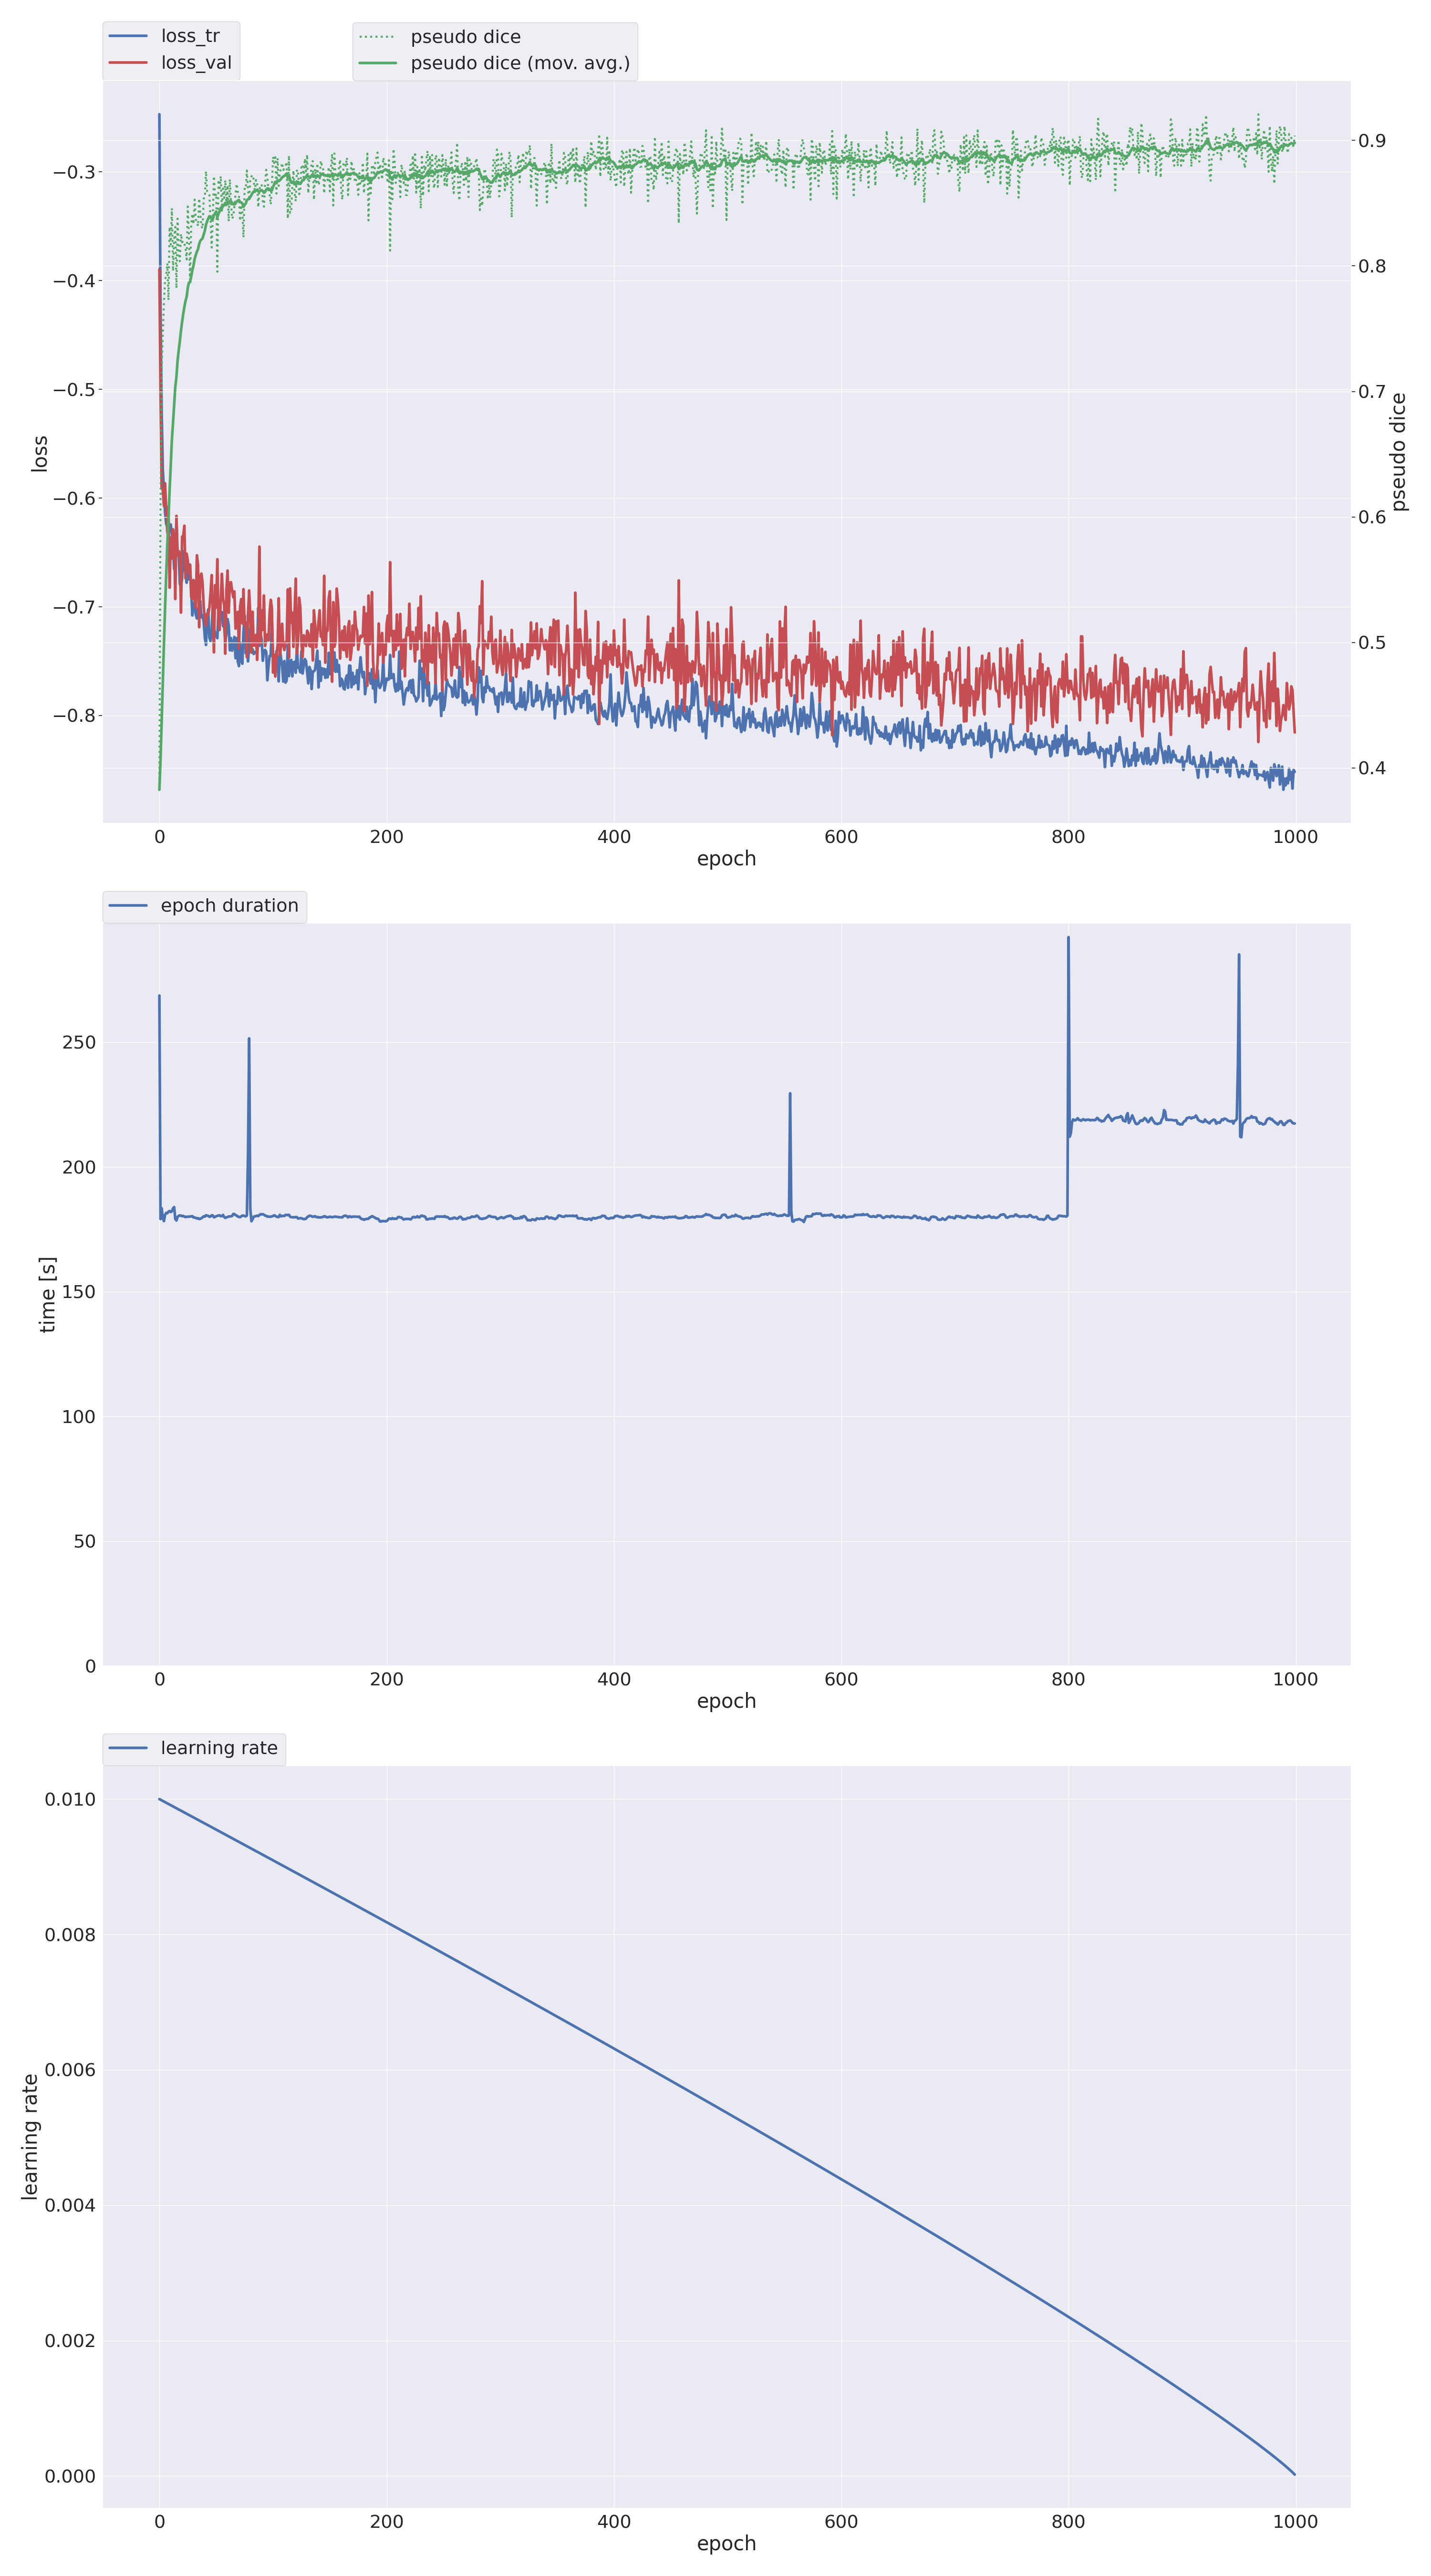 loss_tr
loss_val
pseudo dice
pseudo dice (mov. avg.)
−0.3
−0.4
−0.5
−0.6
−0.7
−0.8
loss
0.9
0.8
0.7
0.6
0.5
0.4
pseudo dice
0 200 400 600 800 1000
epoch
epoch duration
250
200
150
100
50
0
time [s]
0 200 400 600 800 1000
epoch
learning rate
0.010
0.008
0.006
0.004
0.002
0.000
learning rate
0 200 400 600 800 1000
epoch